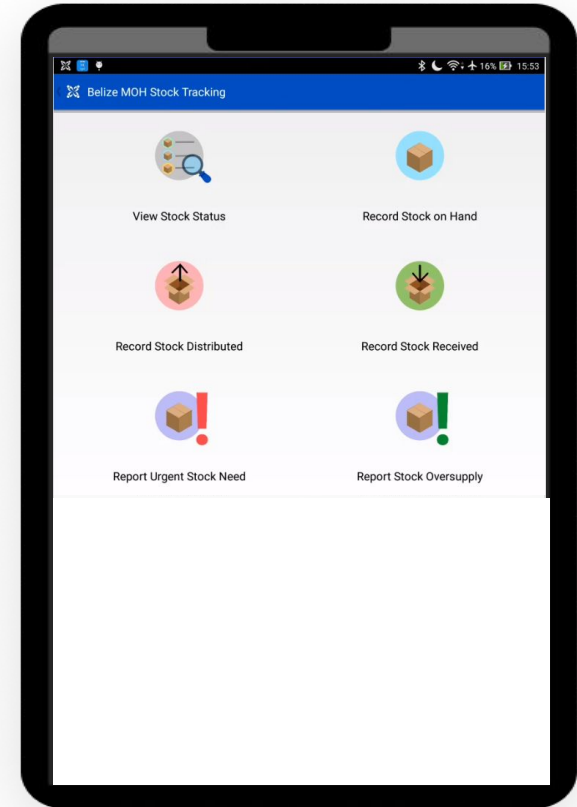 16% 15:53
Belize MOH Stock Tracking
View Stock Status Record Stock on Hand
Record Stock Distributed Record Stock Received
Report Urgent Stock Need Report Stock Oversupply